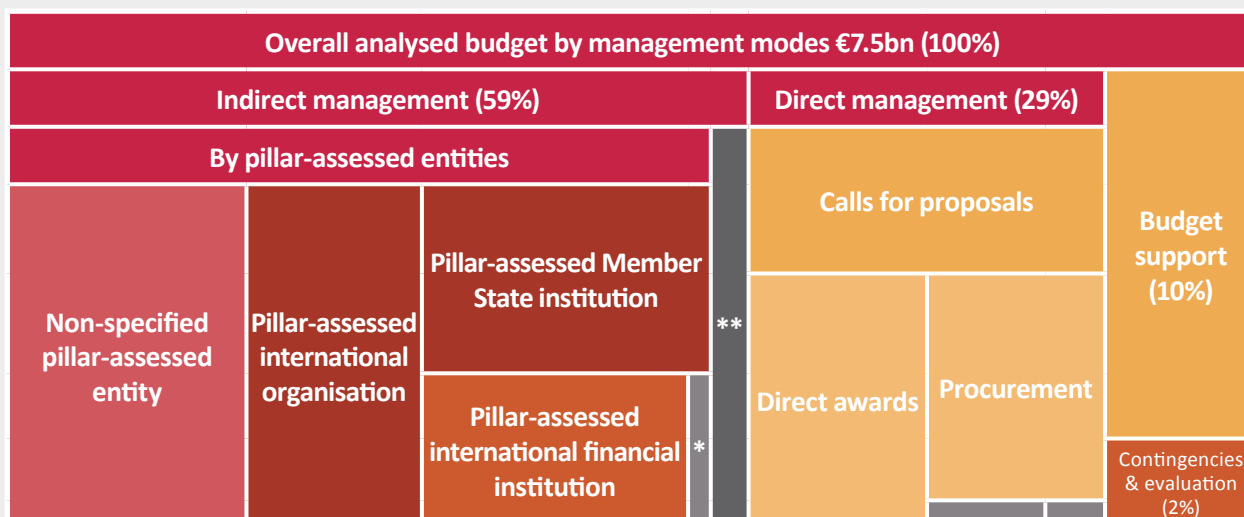 Overall analysed budget by management modes €7.5bn (100%)
Indirect management (59%)
Direct management (29%)
By pillar-assessed entities
Calls for proposals
Budget
support
(10%)
Non-specified
pillar-assessed
entity
Pillar-assessed
international
organisation
Pillar-assessed Member
State institution
**
Pillar-assessed
international financial
institution
*
Direct awards
Procurement
Contingencies
& evaluation
(2%)